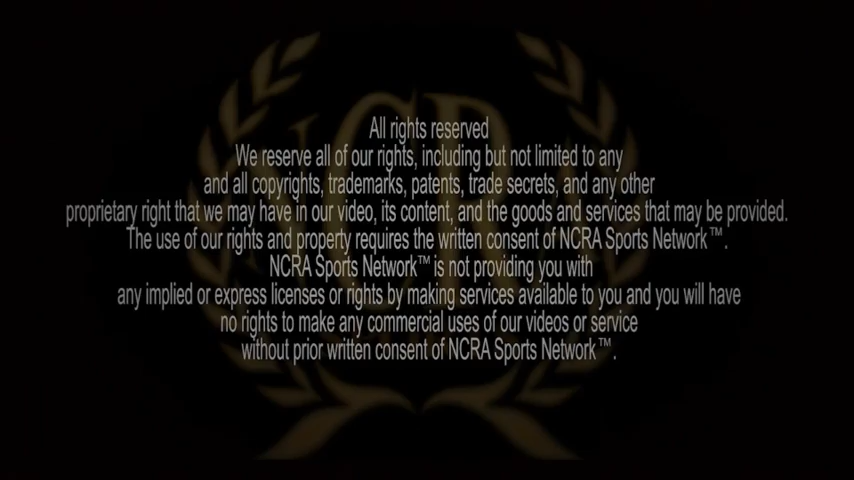 NCRA
All rights reserved
We reserve all of our rights, including but not limited to any
and all copyrights, trademarks, patents, trade secrets, and any other
proprietary right that we may have in our video, its content, and the goods and services that may be provided.
The use of our rights and property requires the written consent of NCRA Sports Network™.
NCRA Sports Network™ is not providing you with
any implied or express licenses or rights by making services available to you and you will have
no rights to make any commercial uses of our videos or service
without prior written consent of NCRA Sports Network™.